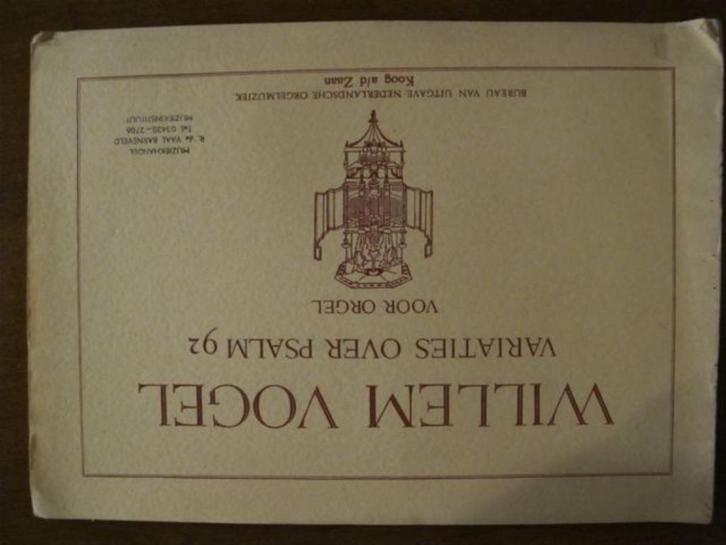 WILLEM VOGEL
VARIATIES OVER PSALM 92
VOOR ORGEL
BUREAU VAN UITGAVE NEDERLANDSCHE ORGELMUZIEK
Koog a/d Zaan
MUZIEKHANDEL
R. de VAAL BARNEVELD
Tel. 03420-2706
MUZIEKINSTITUUT